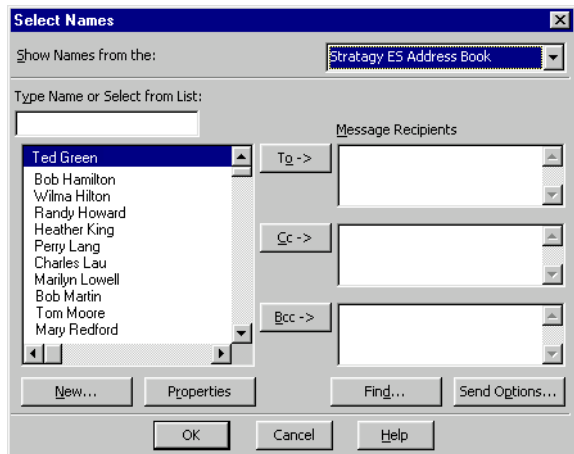 Select Names
Show Names from the:
Stratagy ES Address Book
Type Name or Select from List:
Message Recipients
Ted Green
Bob Hamilton
Wilma Hilton
Randy Howard
Heather King
Perry Lang
Charles Lau
Marilyn Lowell
Bob Martin
Tom Moore
Mary Redford
To ->
Cc ->
Bcc ->
New...
Properties
Find...
Send Options...
OK
Cancel
Help